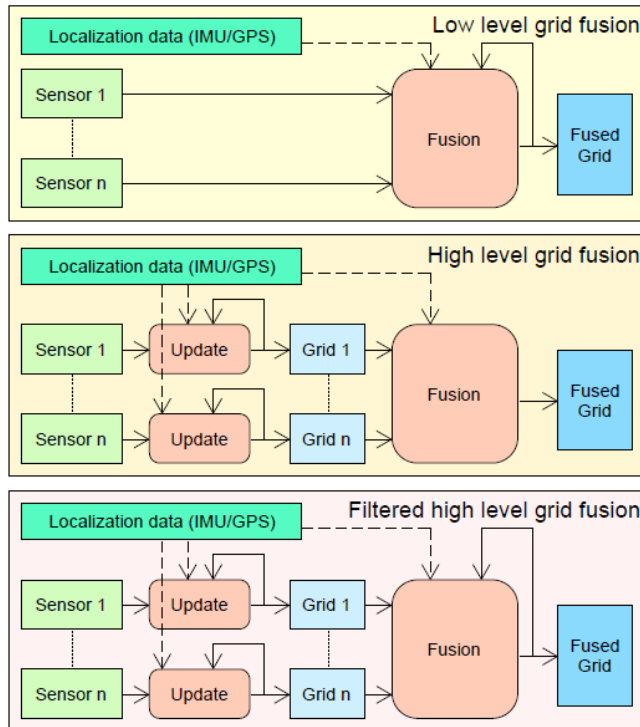 Low level grid fusion
Localization data (IMU/GPS)
Sensor 1
Fusion
Fused
Grid
Sensor n
High level grid fusion
Localization data (IMU/GPS)
Sensor 1
Update
Grid 1
Fusion
Fused
Grid
Sensor n
Update
Grid n
Filtered high level grid fusion
Localization data (IMU/GPS)
Sensor 1
Update
Grid 1
Fusion
Fused
Grid
Sensor n
Update
Grid n